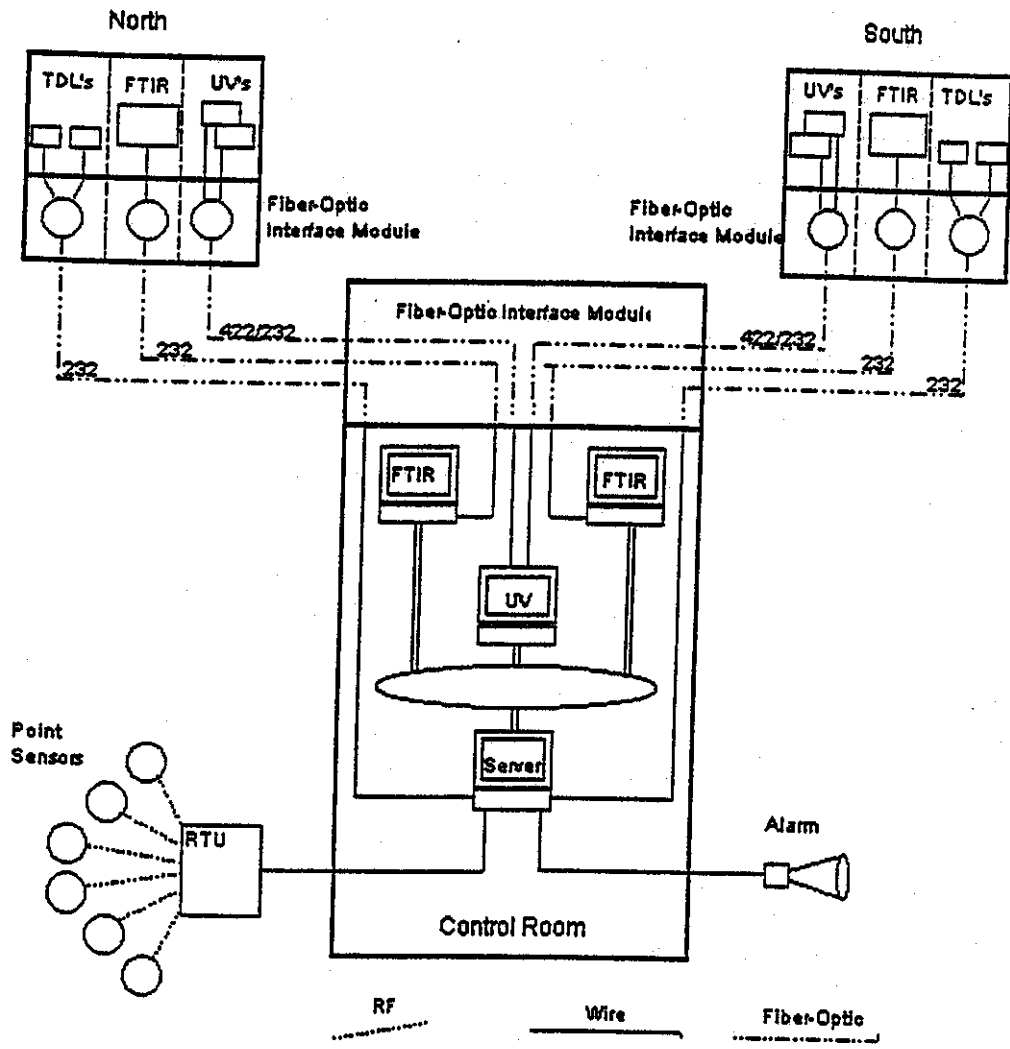 North
South
TDL's FTIR UV's
UV's FTIR TDL's
Fiber-Optic
Interface Module
Fiber-Optic
Interface Module
Fiber-Optic Interface Module
422/232
422/232
232
232
232
232
FTIR
FTIR
UV
Server
Point
Sensors
RTU
Alarm
Control Room
RF
Wire
Fiber-Optic